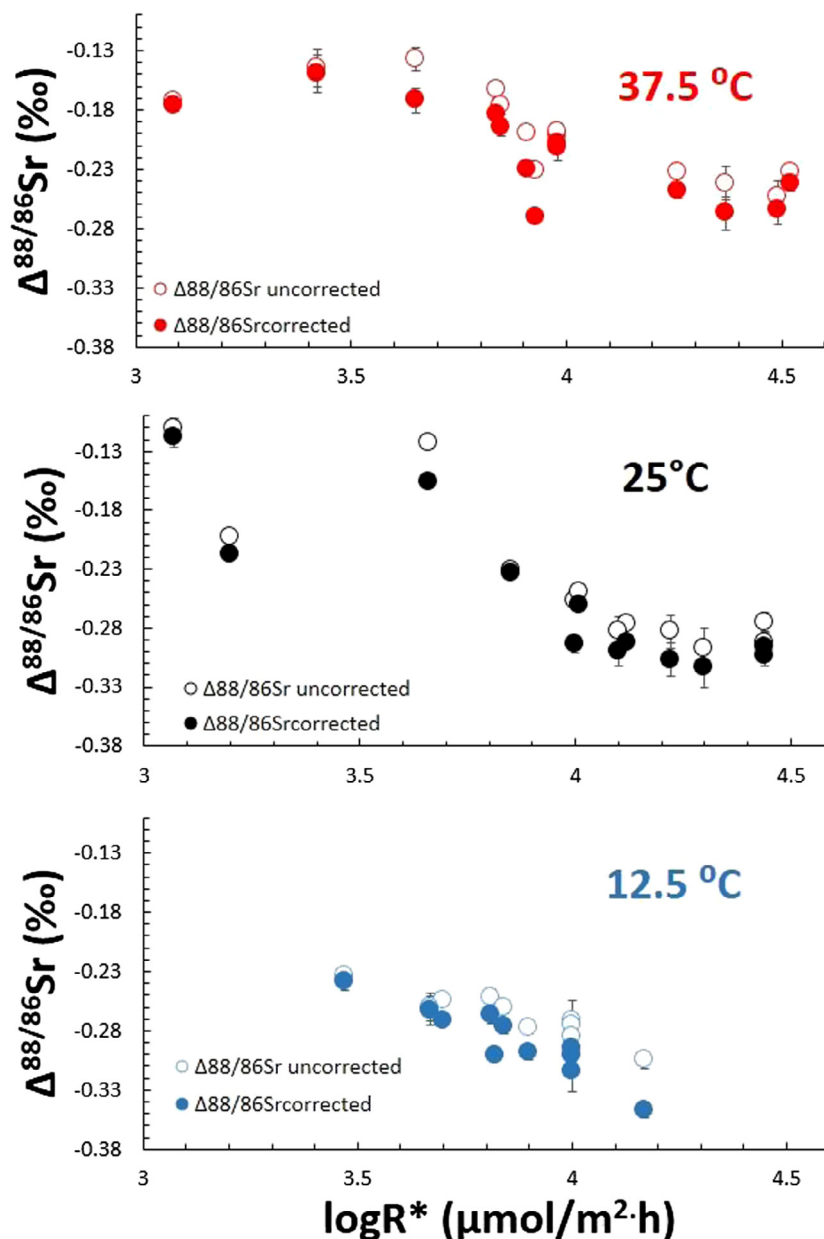 -0.13
-0.18
-0.23
-0.28
-0.33
-0.38
Δ88/86Sr (‰)
37.5 ⁰C
Δ88/86Sr uncorrected
Δ88/86Srcorrected
3 3.5 4 4.5
-0.13
-0.18
-0.23
-0.28
-0.33
-0.38
Δ88/86Sr (‰)
25°C
Δ88/86Sr uncorrected
Δ88/86Srcorrected
3 3.5 4 4.5
-0.13
-0.18
-0.23
-0.28
-0.33
-0.38
Δ88/86Sr (‰)
12.5 ⁰C
Δ88/86Sr uncorrected
Δ88/86Srcorrected
3 3.5 4 4.5
logR* (µmol/m²·h)